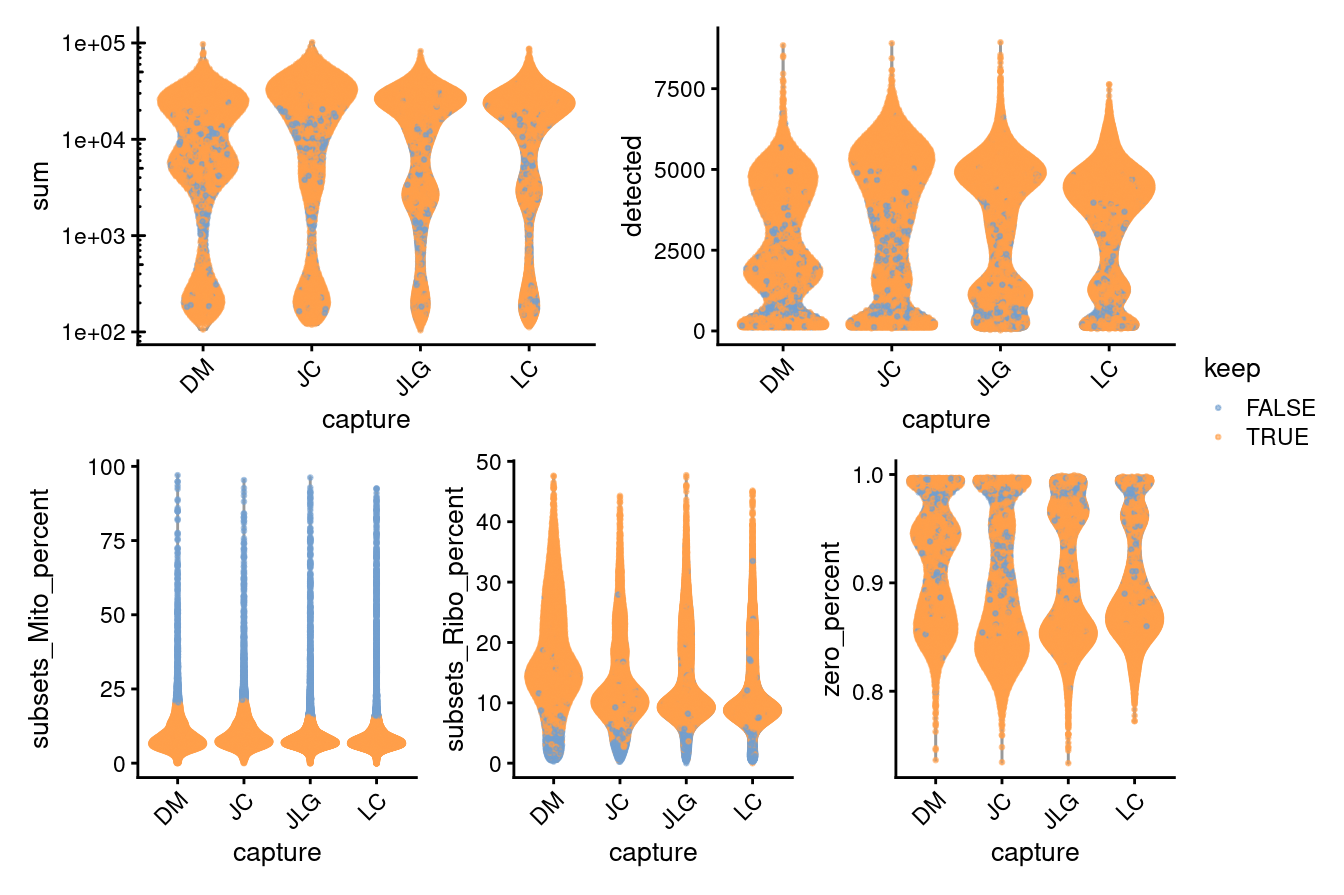 sum
1e+05
1e+04
1e+03
1e+02
DM
JC
JLG
LC
capture
detected
7500
5000
2500
0
DM
JC
JLG
LC
capture
keep
FALSE
TRUE
subsets_Mito_percent
100
75
50
25
0
DM
JC
JLG
LC
capture
subsets_Ribo_percent
50
40
30
20
10
0
DM
JC
JLG
LC
capture
zero_percent
1.0
0.9
0.8
DM
JC
JLG
LC
capture